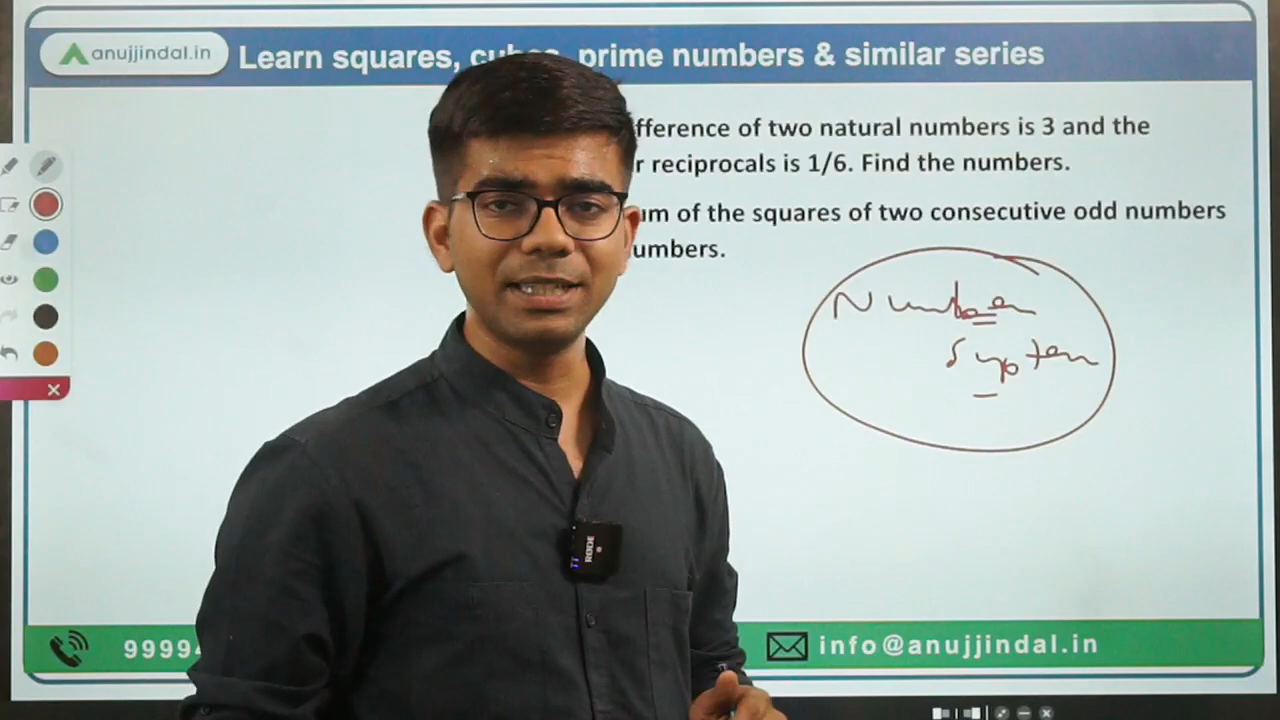 anujjindal.in
Learn squares, cubes, prime numbers & similar series
fference of two natural numbers is 3 and the
r reciprocals is 1/6. Find the numbers.
um of the squares of two consecutive odd numbers
umbers.
Number
System
9999
info@anujjindal.in
RODE